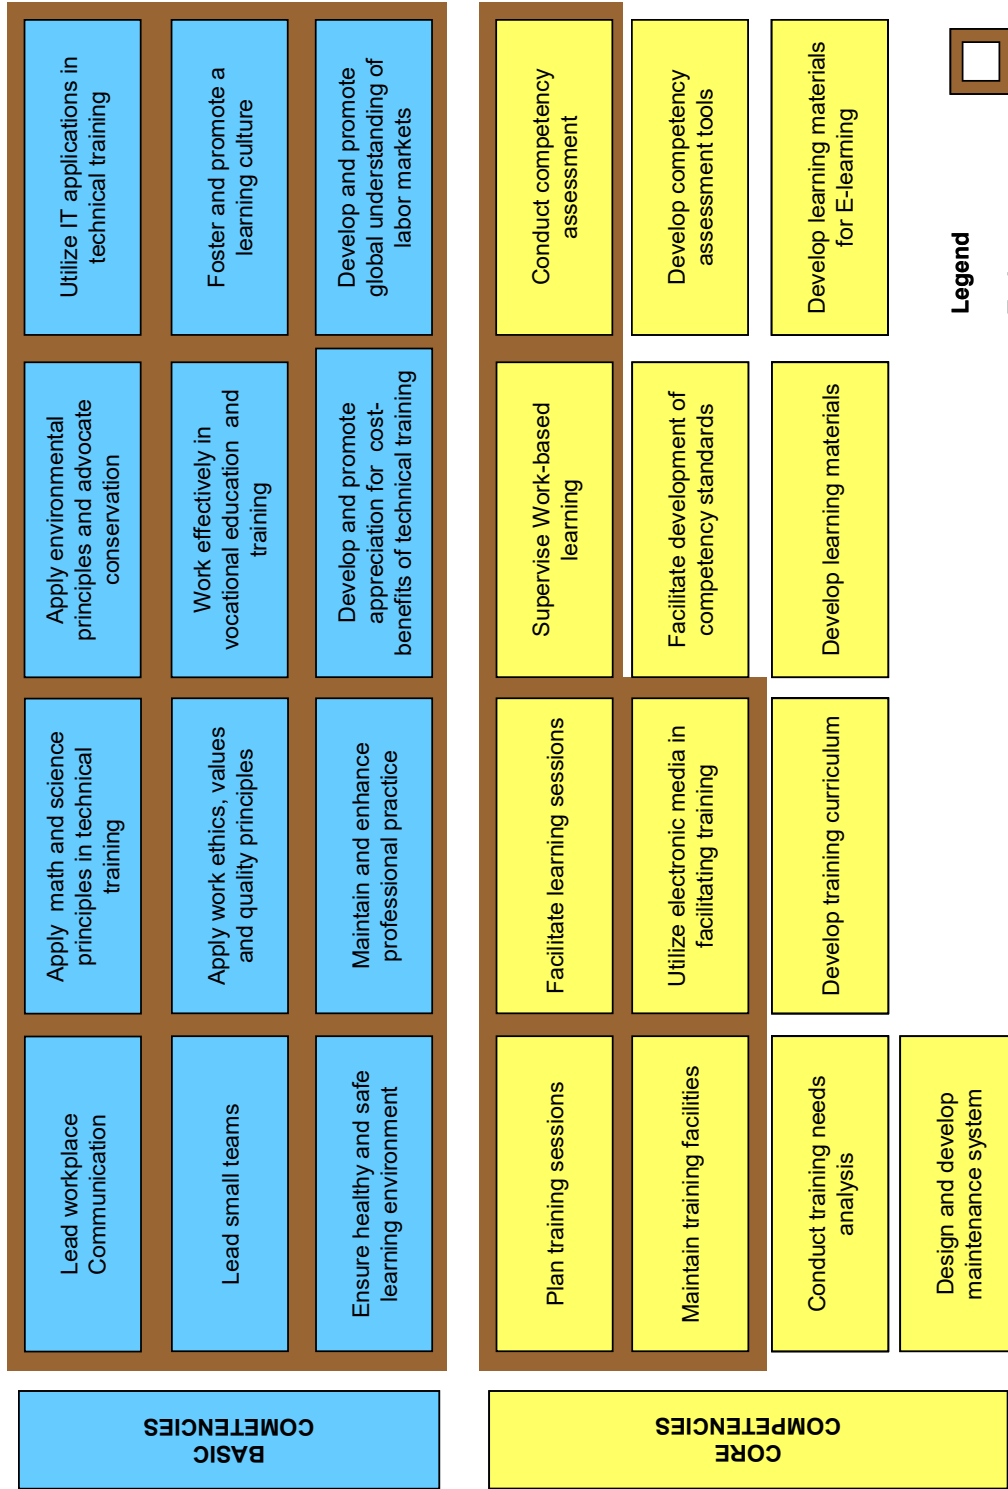 BASIC
COMETENCIES
Lead workplace
Communication
Apply math and science
principles in technical
training
Apply environmental
principles and advocate
conservation
Utilize IT applications in
technical training
Lead small teams
Apply work ethics, values
and quality principles
Work effectively in
vocational education and
training
Foster and promote a
learning culture
Ensure healthy and safe
learning environment
Maintain and enhance
professional practice
Develop and promote
appreciation for cost-
benefits of technical training
Develop and promote
global understanding of
labor markets
CORE
COMPETENCIES
Plan training sessions
Facilitate learning sessions
Supervise Work-based
learning
Conduct competency
assessment
Maintain training facilities
Utilize electronic media in
facilitating training
Facilitate development of
competency standards
Develop competency
assessment tools
Conduct training needs
analysis
Develop training curriculum
Develop learning materials
Develop learning materials
for E-learning
Design and develop
maintenance system
Legend